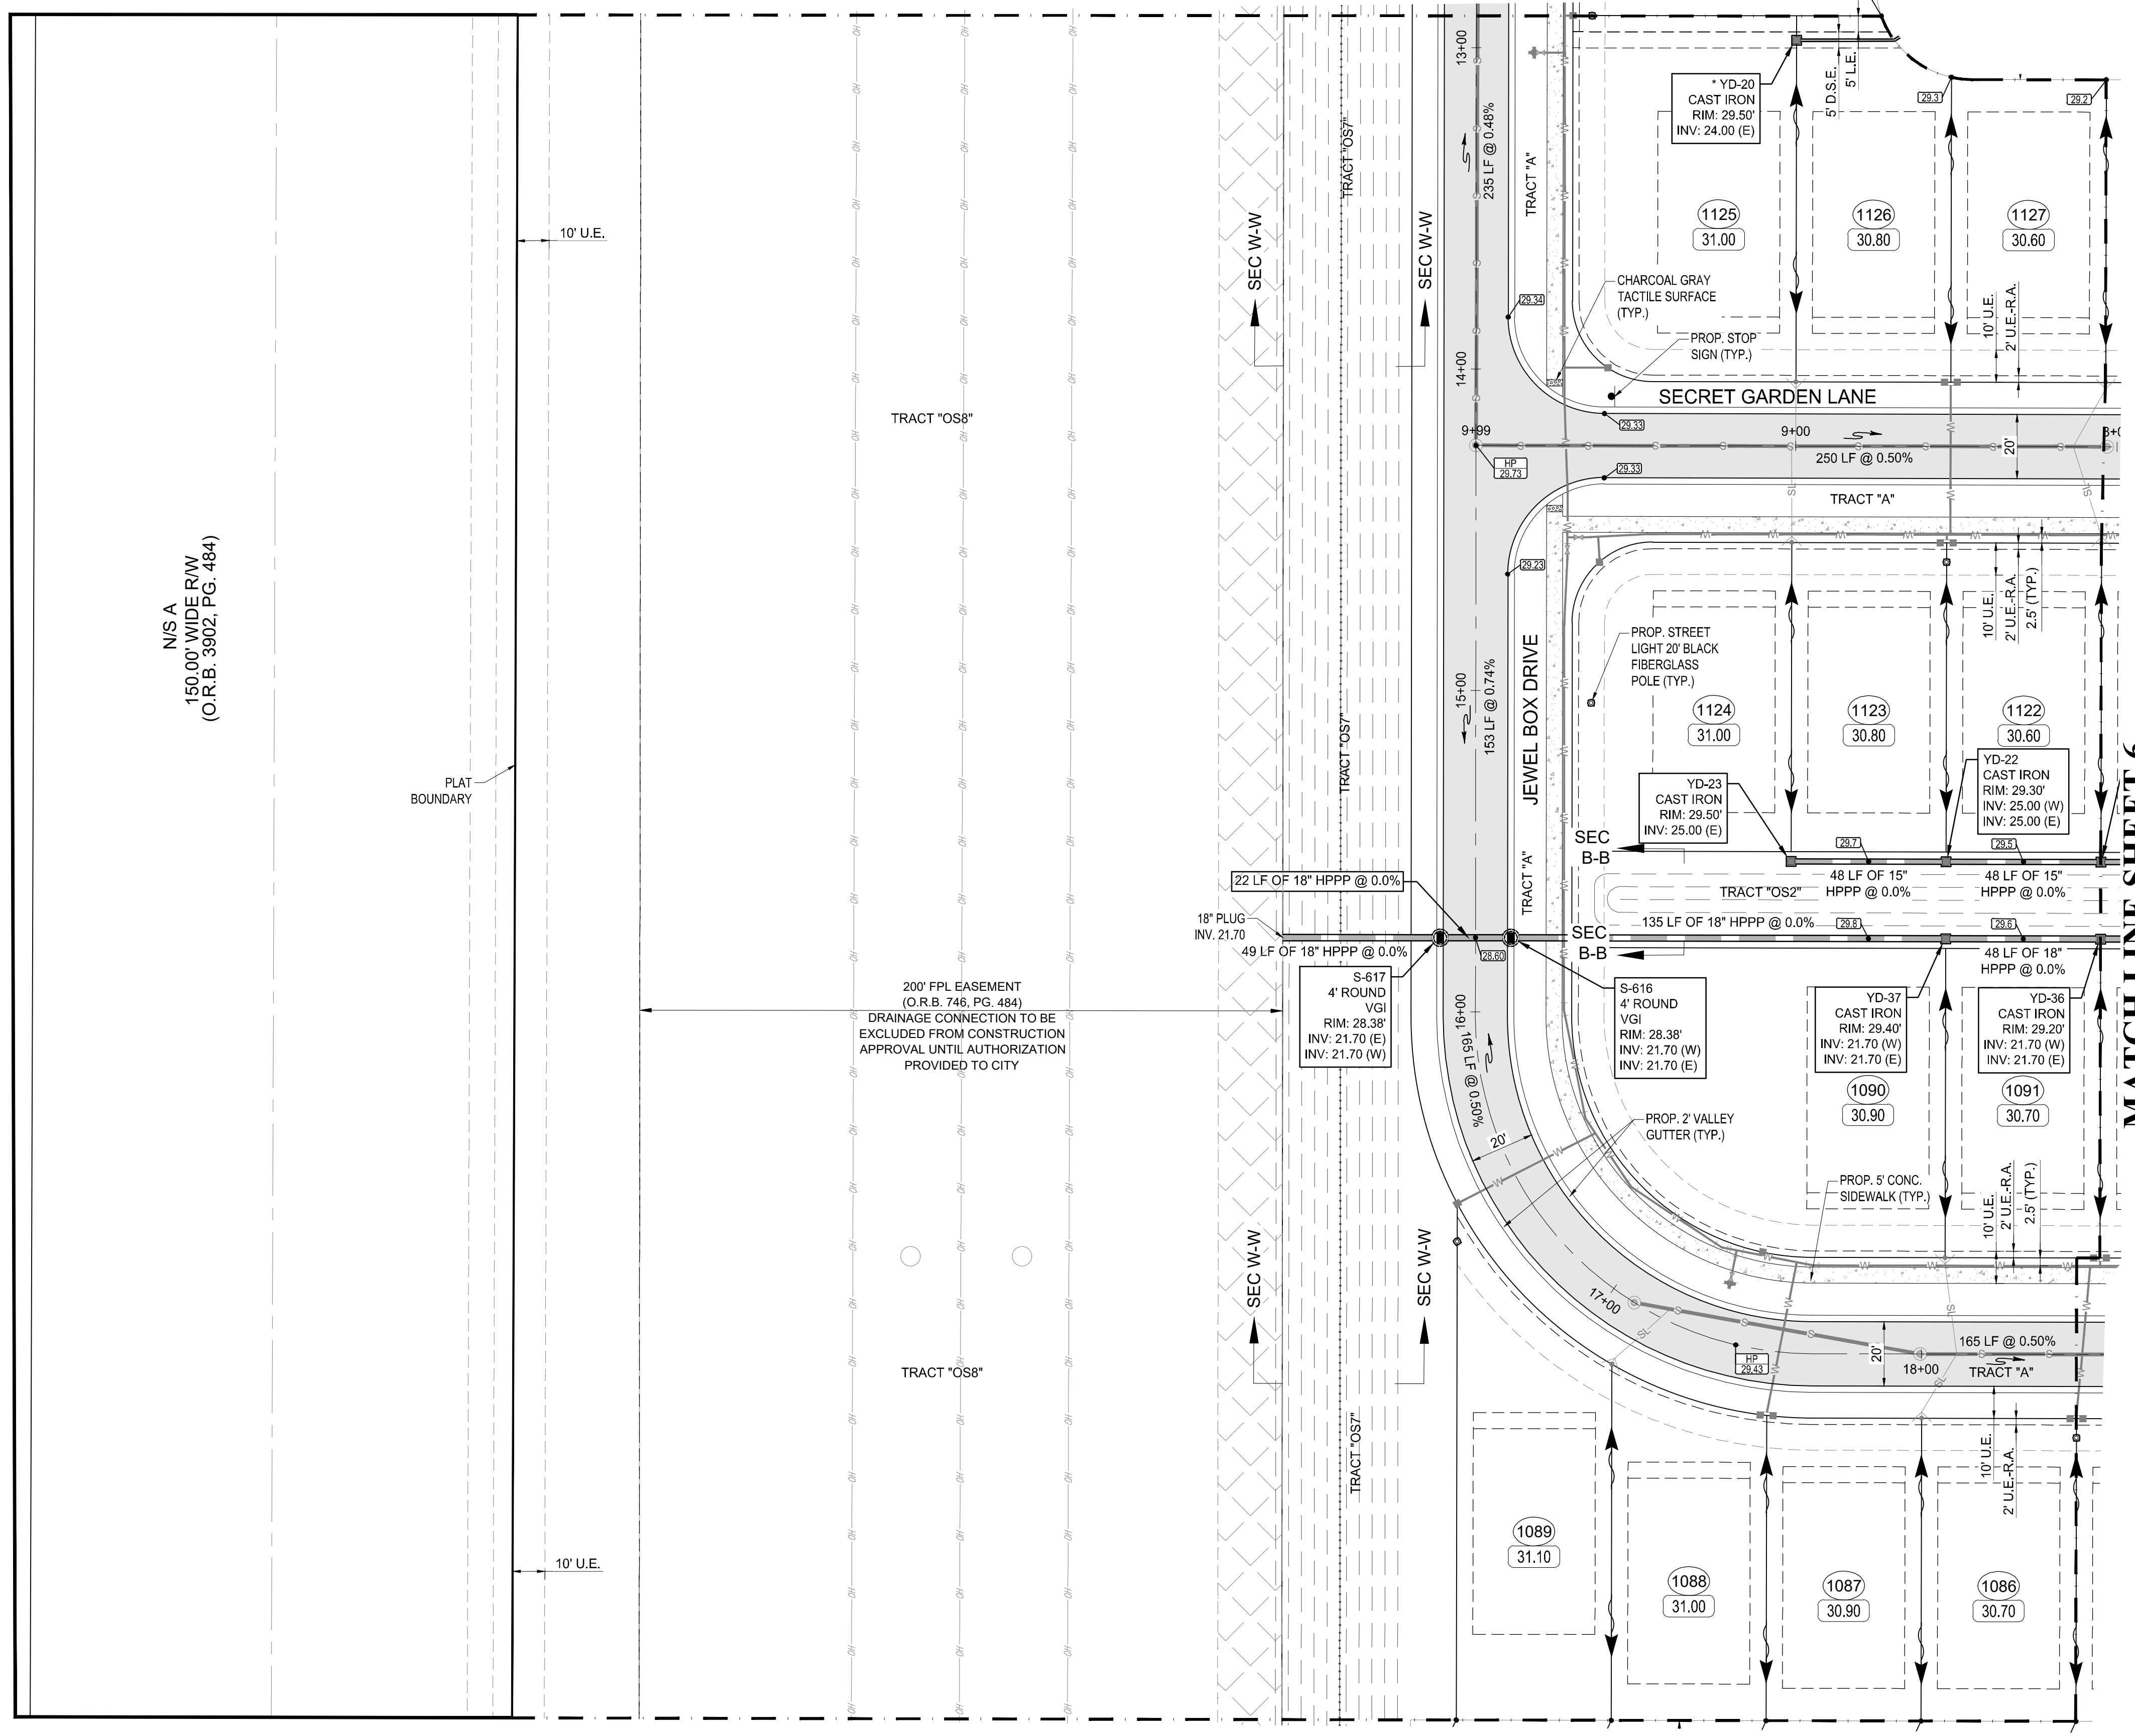 N/S A
150.00' WIDE R/W
(O.R.B. 3902, PG. 484)
10' U.E.
PLAT
BOUNDARY
10' U.E.
TRACT "OS8"
200' FPL EASEMENT
(O.R.B. 746, PG. 484)
DRAINAGE CONNECTION TO BE
EXCLUDED FROM CONSTRUCTION
APPROVAL UNTIL AUTHORIZATION
PROVIDED TO CITY
TRACT "OS8"
SEC W-W
SEC W-W
TRACT "OS7"
TRACT "OS7"
TRACT "OS7"
SEC W-W
SEC W-W
13+00
235 LF @ 0.48%
TRACT "A"
14+00
29.34
9+99
HP
29.73
29.33
29.33
29.23
15+00
153 LF @ 0.74%
JEWEL BOX DRIVE
TRACT "A"
* YD-20
CAST IRON
RIM: 29.50'
INV: 24.00 (E)
5' D.S.E.
5' L.E.
29.3
29.2
1125
31.00
1126
30.80
1127
30.60
CHARCOAL GRAY
TACTILE SURFACE
(TYP.)
PROP. STOP
SIGN (TYP.)
10' U.E.
2' U.E.-R.A.
SECRET GARDEN LANE
9+00
250 LF @ 0.50%
20'
TRACT "A"
10' U.E.
2' U.E.-R.A.
2.5' (TYP.)
PROP. STREET
LIGHT 20' BLACK
FIBERGLASS
POLE (TYP.)
1124
31.00
1123
30.80
1122
30.60
YD-23
CAST IRON
RIM: 29.50'
INV: 25.00 (E)
YD-22
CAST IRON
RIM: 29.30'
INV: 25.00 (W)
INV: 25.00 (E)
SEC
B-B
29.7
29.5
48 LF OF 15"
HPPP @ 0.0%
48 LF OF 15"
HPPP @ 0.0%
TRACT "OS2"
22 LF OF 18" HPPP @ 0.0%
18" PLUG
INV. 21.70
49 LF OF 18" HPPP @ 0.0%
28.60
135 LF OF 18" HPPP @ 0.0%
29.8
29.6
SEC
B-B
48 LF OF 18"
HPPP @ 0.0%
S-617
4' ROUND
VGI
RIM: 28.38'
INV: 21.70 (E)
INV: 21.70 (W)
S-616
4' ROUND
VGI
RIM: 28.38'
INV: 21.70 (W)
INV: 21.70 (E)
YD-37
CAST IRON
RIM: 29.40'
INV: 21.70 (W)
INV: 21.70 (E)
YD-36
CAST IRON
RIM: 29.20'
INV: 21.70 (W)
INV: 21.70 (E)
1090
30.90
1091
30.70
16+00
165 LF @ 0.50%
20'
PROP. 2' VALLEY
GUTTER (TYP.)
PROP. 5' CONC.
SIDEWALK (TYP.)
10' U.E.
2' U.E.-R.A.
2.5' (TYP.)
17+00
HP
29.43
20'
18+00
165 LF @ 0.50%
TRACT "A"
10' U.E.
2' U.E.-R.A.
1089
31.10
1088
31.00
1087
30.90
1086
30.70
MATCH LINE SHEET 6